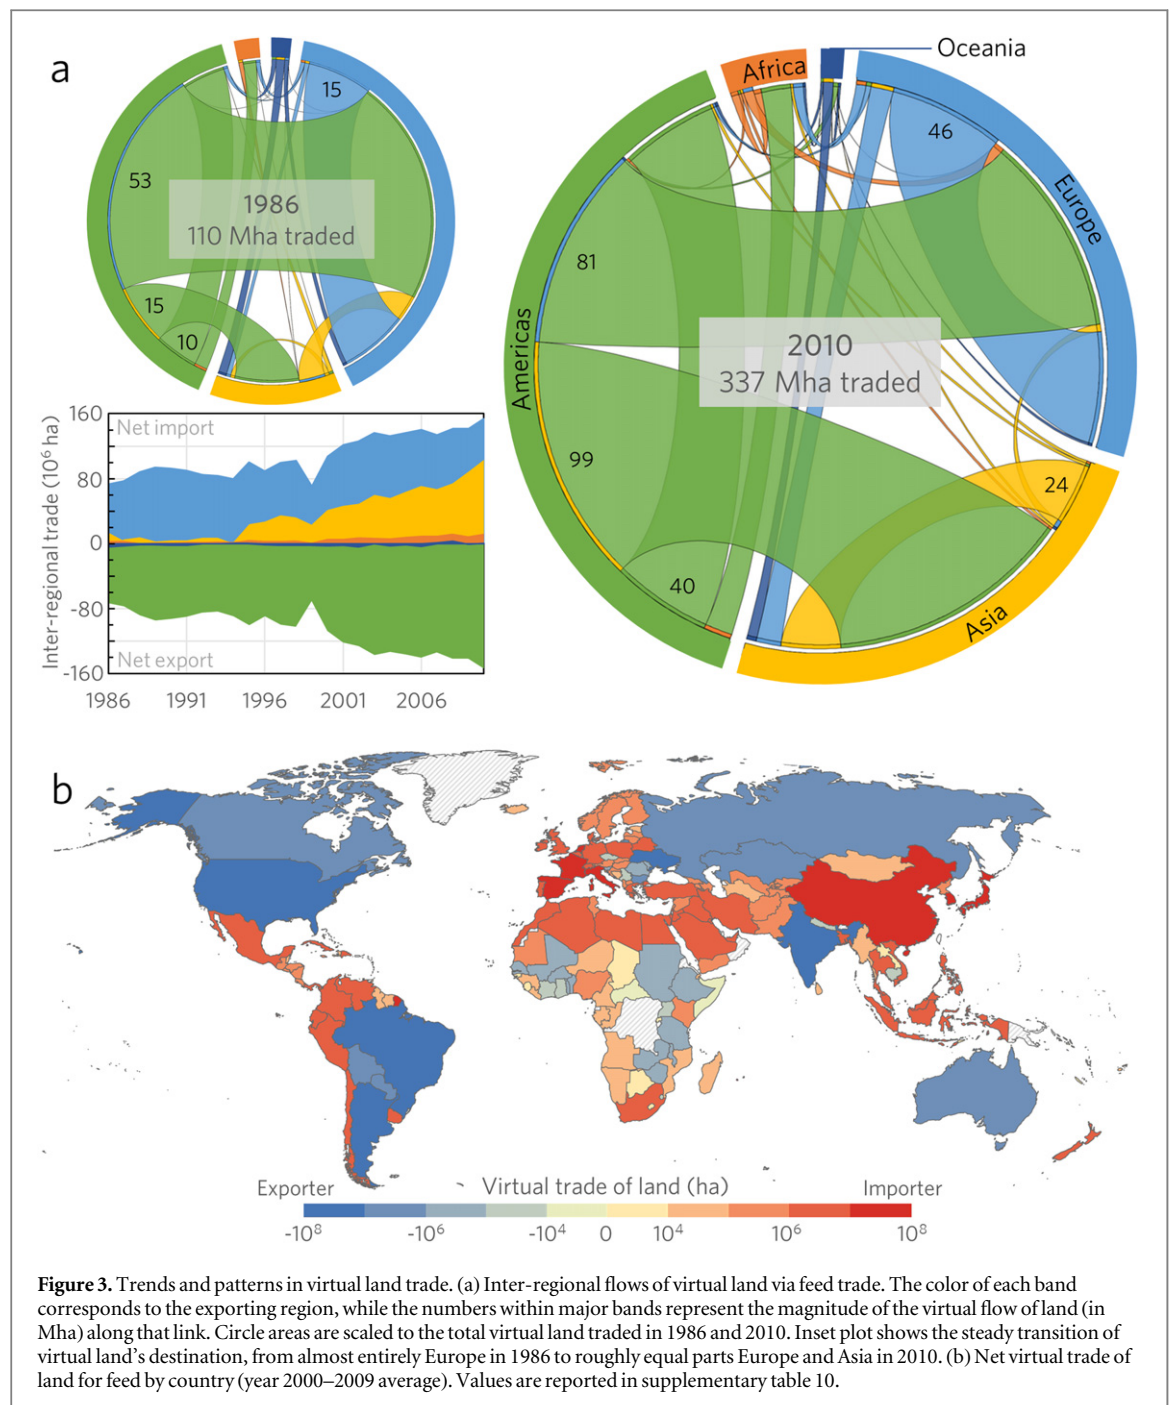 a
15
53
1986
110 Mha traded
15
10
Oceania
Africa
46
Europe
81
Americas
2010
337 Mha traded
99
24
40
Asia
Inter-regional trade (10⁶ ha)
160
Net import
80
0
-80
Net export
-160
1986 1991 1996 2001 2006
b
Exporter Virtual trade of land (ha) Importer
-10⁸ -10⁶ -10⁴ 0 10⁴ 10⁶ 10⁸
Figure 3. Trends and patterns in virtual land trade. (a) Inter-regional flows of virtual land via feed trade. The color of each band
corresponds to the exporting region, while the numbers within major bands represent the magnitude of the virtual flow of land (in
Mha) along that link. Circle areas are scaled to the total virtual land traded in 1986 and 2010. Inset plot shows the steady transition of
virtual land's destination, from almost entirely Europe in 1986 to roughly equal parts Europe and Asia in 2010. (b) Net virtual trade of
land for feed by country (year 2000–2009 average). Values are reported in supplementary table 10.